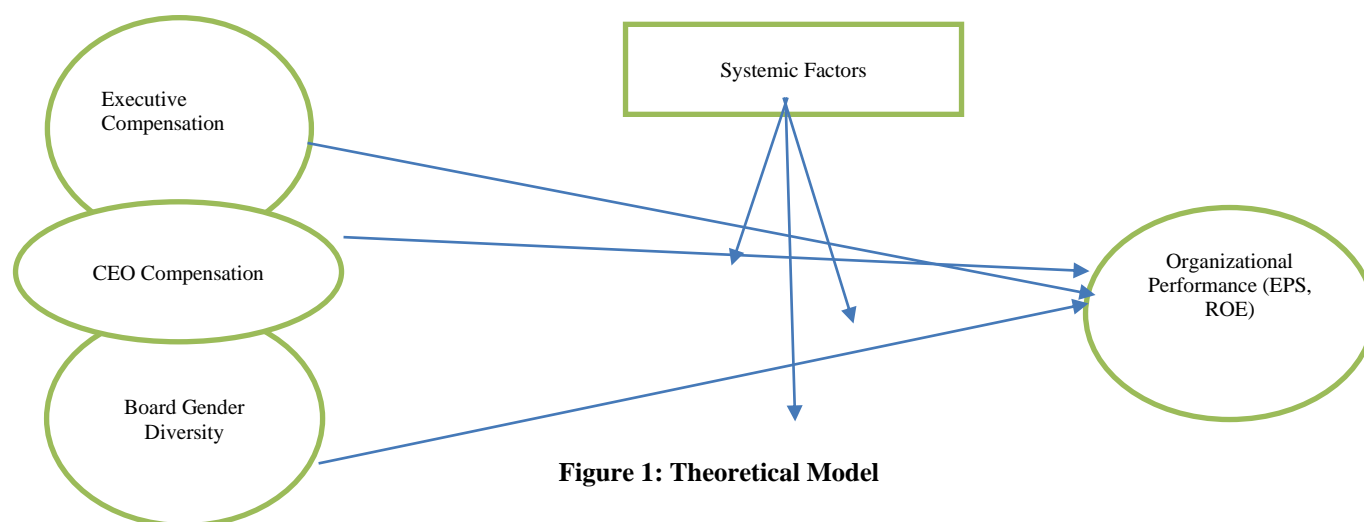 Executive
Compensation
Systemic Factors
CEO Compensation
Organizational
Performance (EPS,
ROE)
Board Gender
Diversity
Figure 1: Theoretical Model